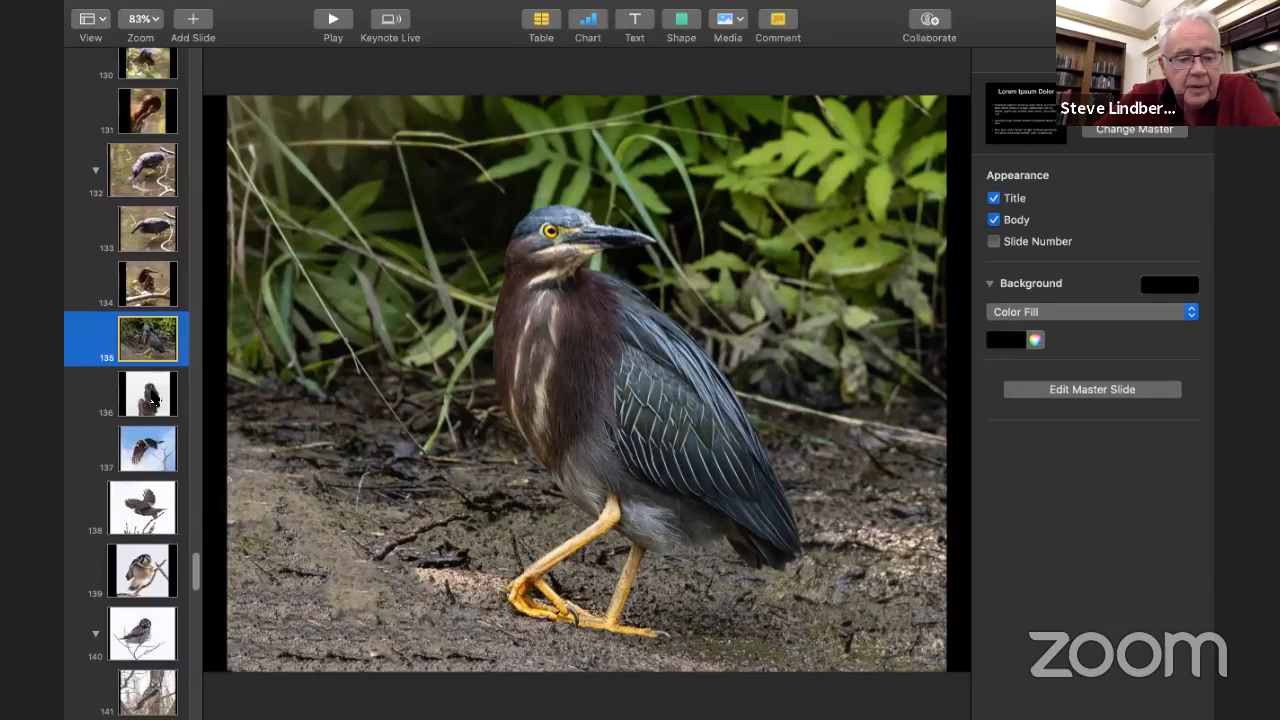 83%
View
Zoom
Add Slide
Play
Keynote Live
Table
Chart
Text
Shape
Media
Comment
Collaborate
Steve Lindber...
Lorem Ipsum Dolor
Change Master
Appearance
Title
Body
Slide Number
Background
Color Fill
Edit Master Slide
130
131
132
133
134
135
136
137
138
139
140
141
zoom